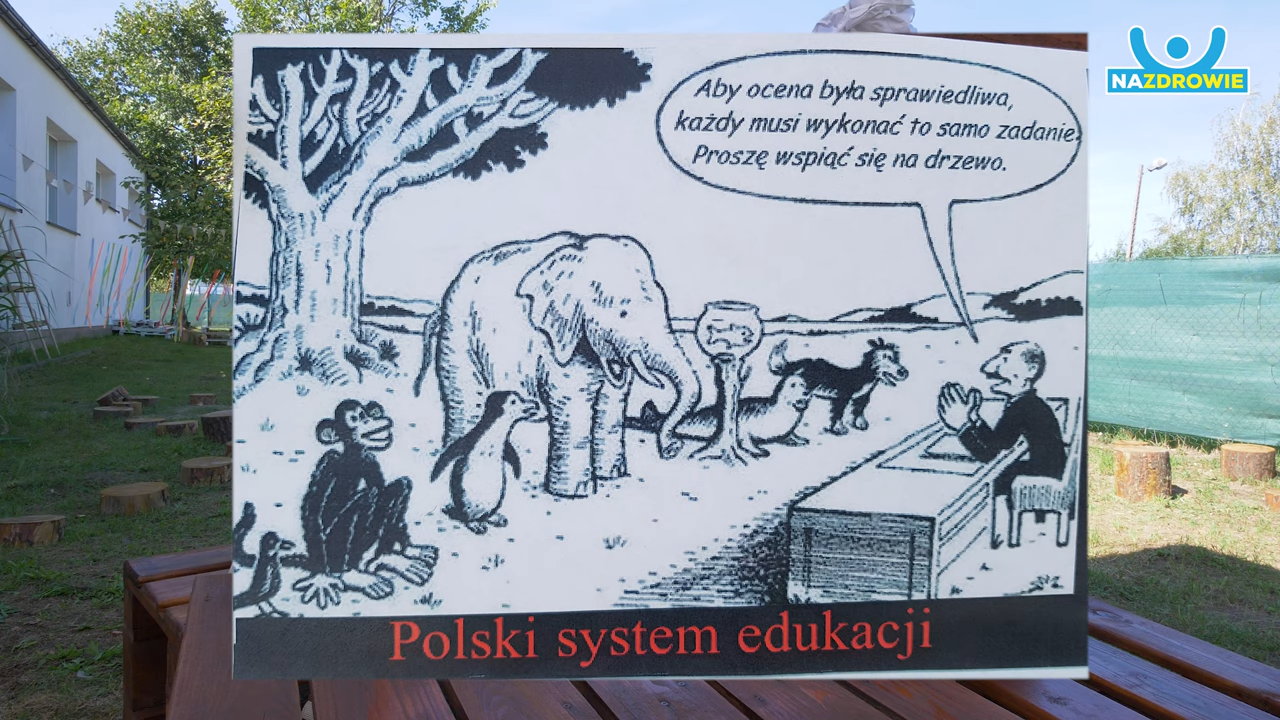 NAZDROWIE
Aby ocena była sprawiedliwa,
każdy musi wykonać to samo zadanie.
Proszę wspiąć się na drzewo.
Polski system edukacji